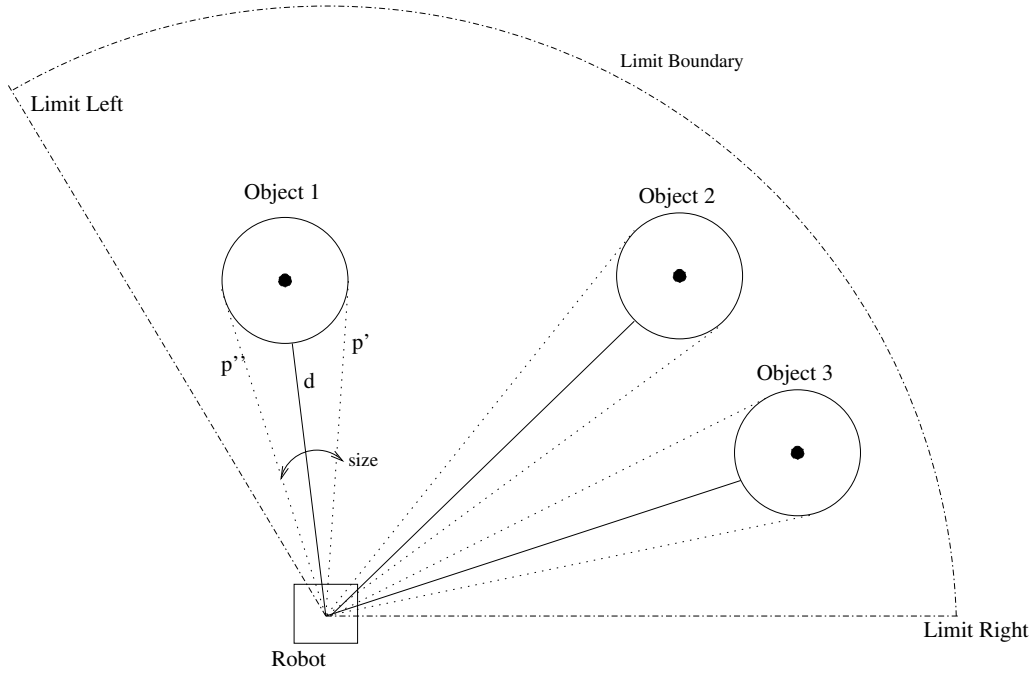 Limit Boundary
Limit Left
Object 1
Object 2
p''
p'
d
Object 3
size
Limit Right
Robot